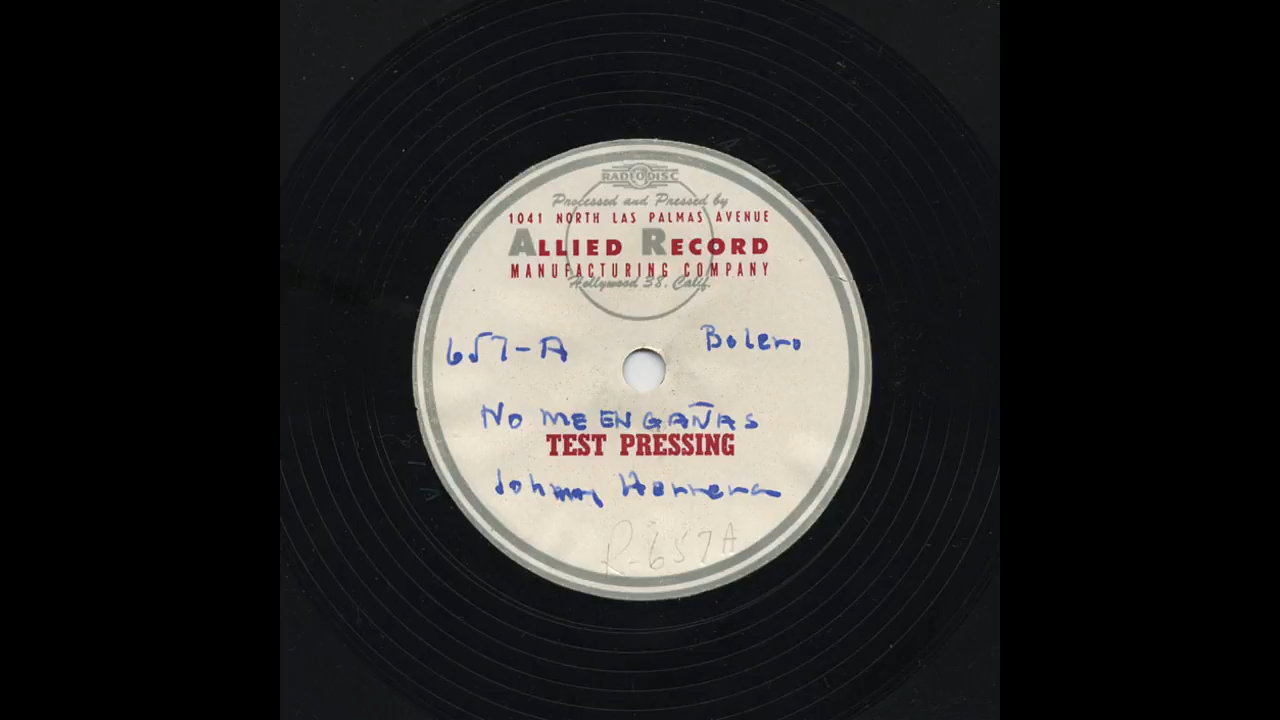 RADIODISC
Processed and Pressed by
1041 NORTH LAS PALMAS AVENUE
ALLIED RECORD
MANUFACTURING COMPANY
Hollywood 38, Calif.
657-A Bolero
NO ME ENGAÑAS
TEST PRESSING
Johnny Herrera
R-657A